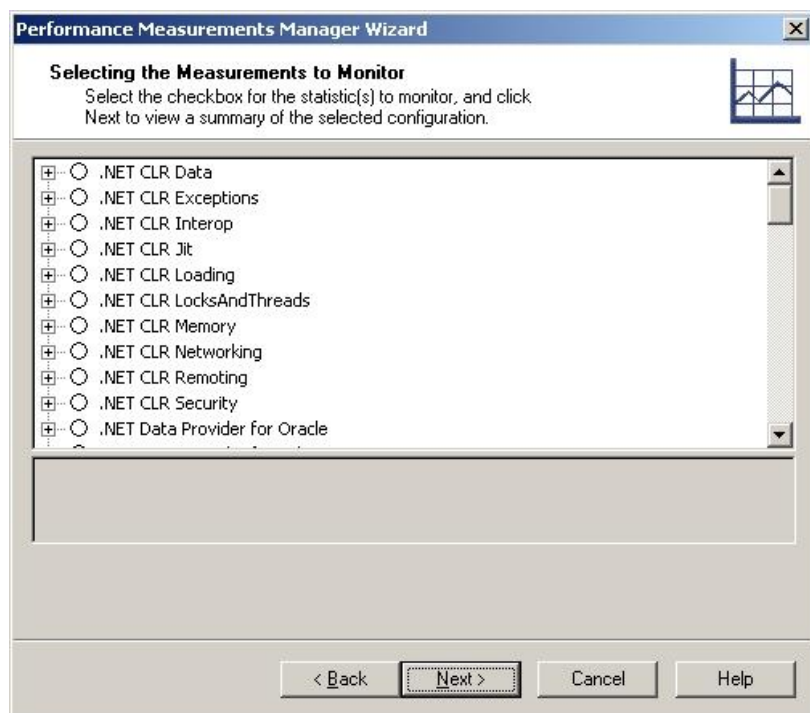 Performance Measurements Manager Wizard
Selecting the Measurements to Monitor
Select the checkbox for the statistic(s) to monitor, and click
Next to view a summary of the selected configuration.
.NET CLR Data
.NET CLR Exceptions
.NET CLR Interop
.NET CLR Jit
.NET CLR Loading
.NET CLR LocksAndThreads
.NET CLR Memory
.NET CLR Networking
.NET CLR Remoting
.NET CLR Security
.NET Data Provider for Oracle
< Back Next > Cancel Help